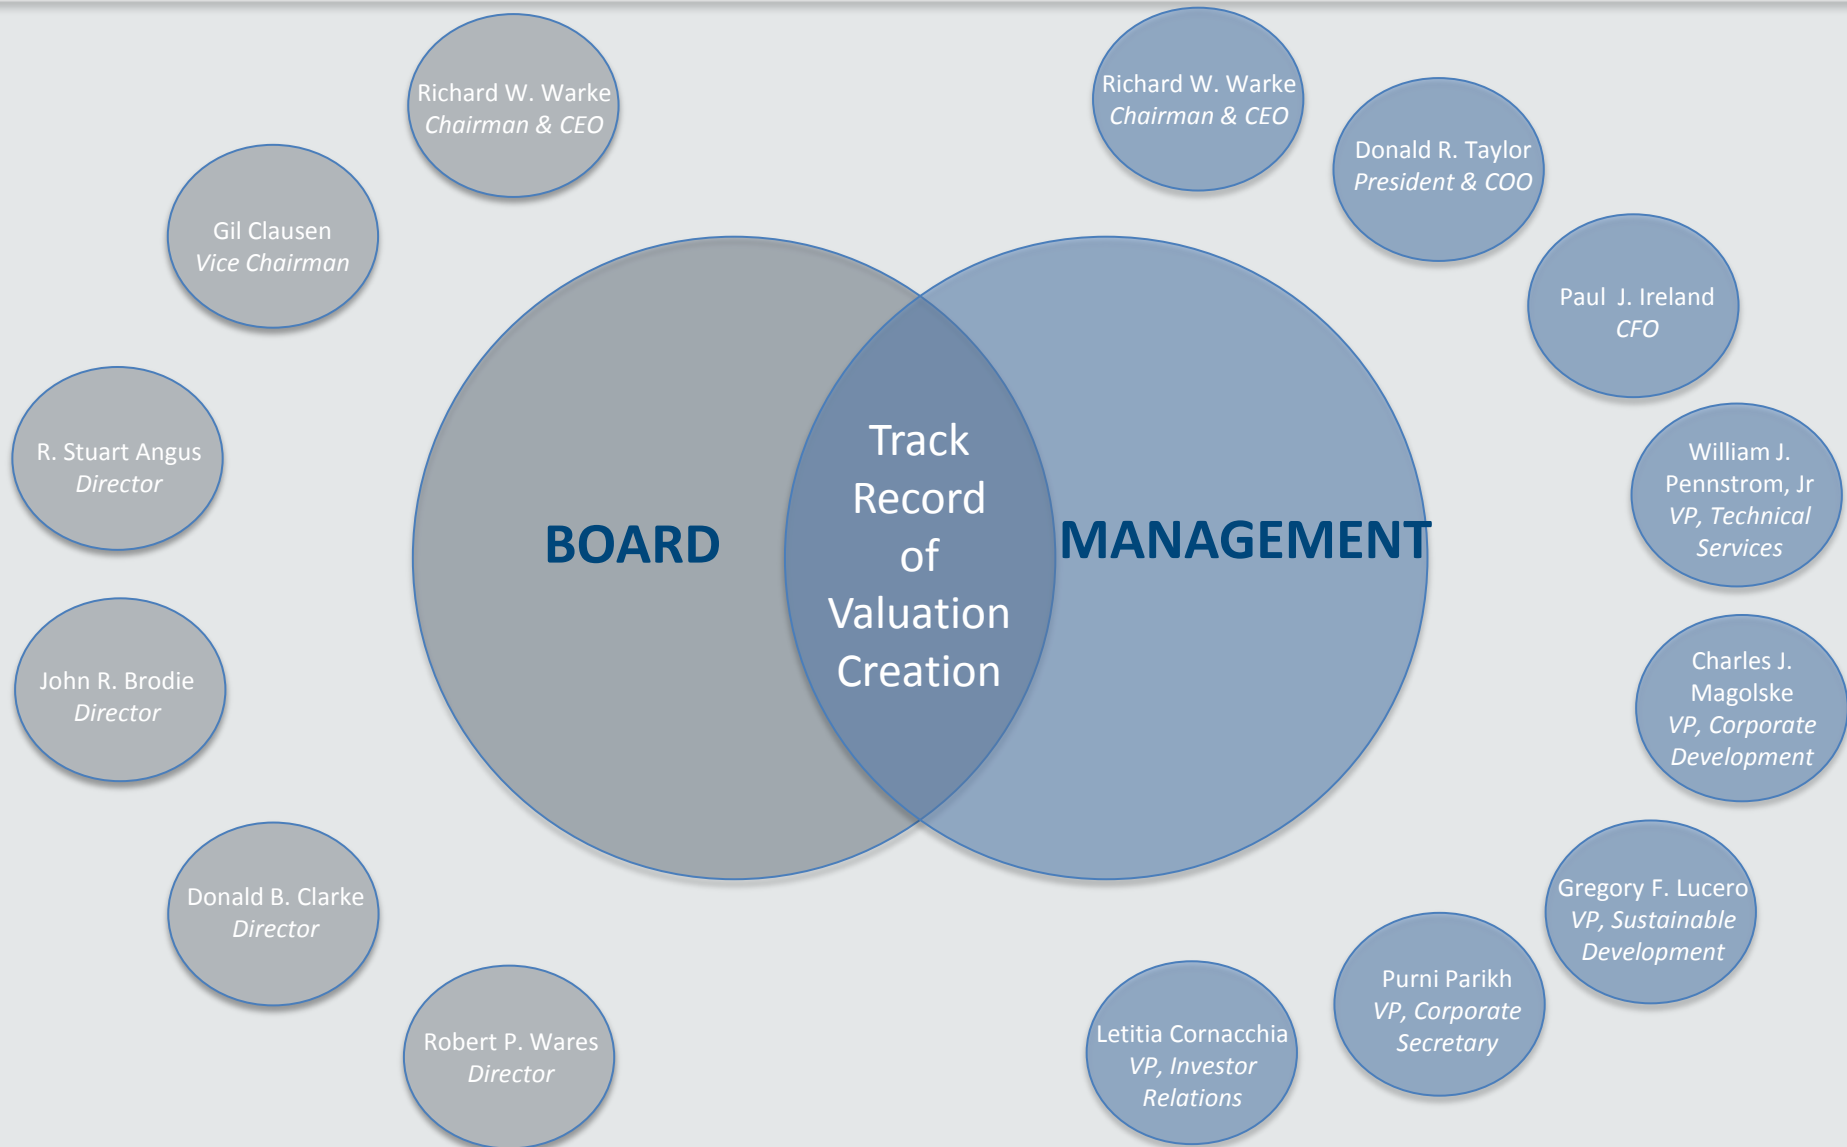 Richard W. Warke
Chairman & CEO
Gil Clausen
Vice Chairman
R. Stuart Angus
Director
John R. Brodie
Director
Donald B. Clarke
Director
Robert P. Wares
Director
BOARD
Track
Record
of
Valuation
Creation
MANAGEMENT
Richard W. Warke
Chairman & CEO
Donald R. Taylor
President & COO
Paul  J. Ireland
CFO
William J.
Pennstrom, Jr
VP, Technical
Services
Charles J.
Magolske
VP, Corporate
Development
Gregory F. Lucero
VP, Sustainable
Development
Purni Parikh
VP, Corporate
Secretary
Letitia Cornacchia
VP, Investor
Relations